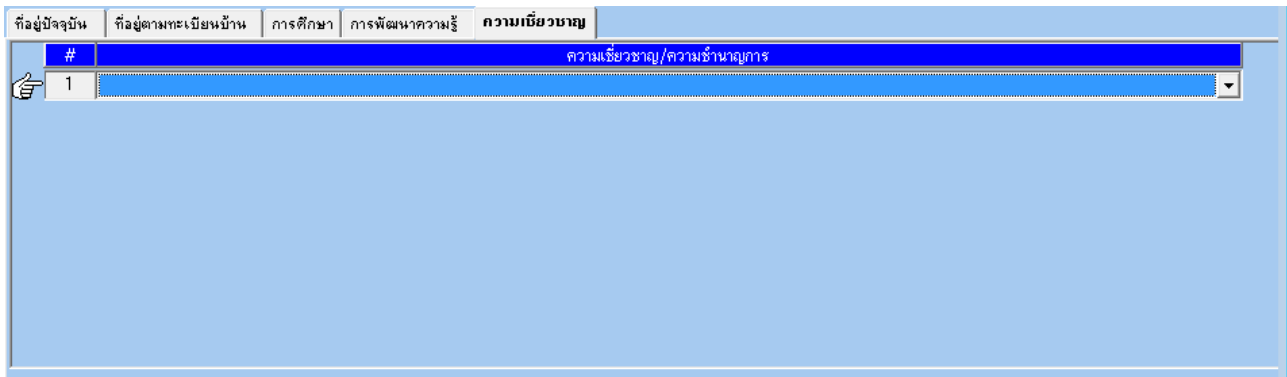 ที่อยู่ปัจจุบัน ที่อยู่ตามทะเบียนบ้าน การศึกษา การพัฒนาความรู้ ความเชี่ยวชาญ
# ความเชี่ยวชาญ/ความชำนาญการ
1